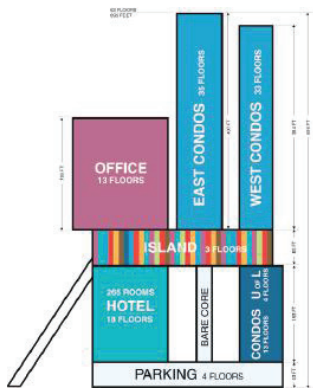 EAST CONDOS 35 FLOORS
WEST CONDOS 33 FLOORS
OFFICE
13 FLOORS
ISLAND 3 FLOORS
265 ROOMS
HOTEL
18 FLOORS
BARE CORE
U OF L
4 FLOORS
CONDOS
13 FLOORS
PARKING 4 FLOORS